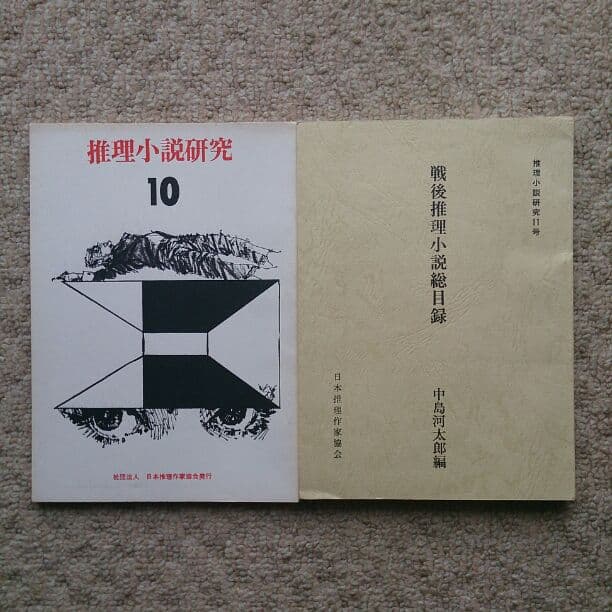 推理小説研究
10
社団法人 日本推理作家協会発行
推理小説研究11号
戦後推理小説総目録
中島河太郎編
日本推理作家協会